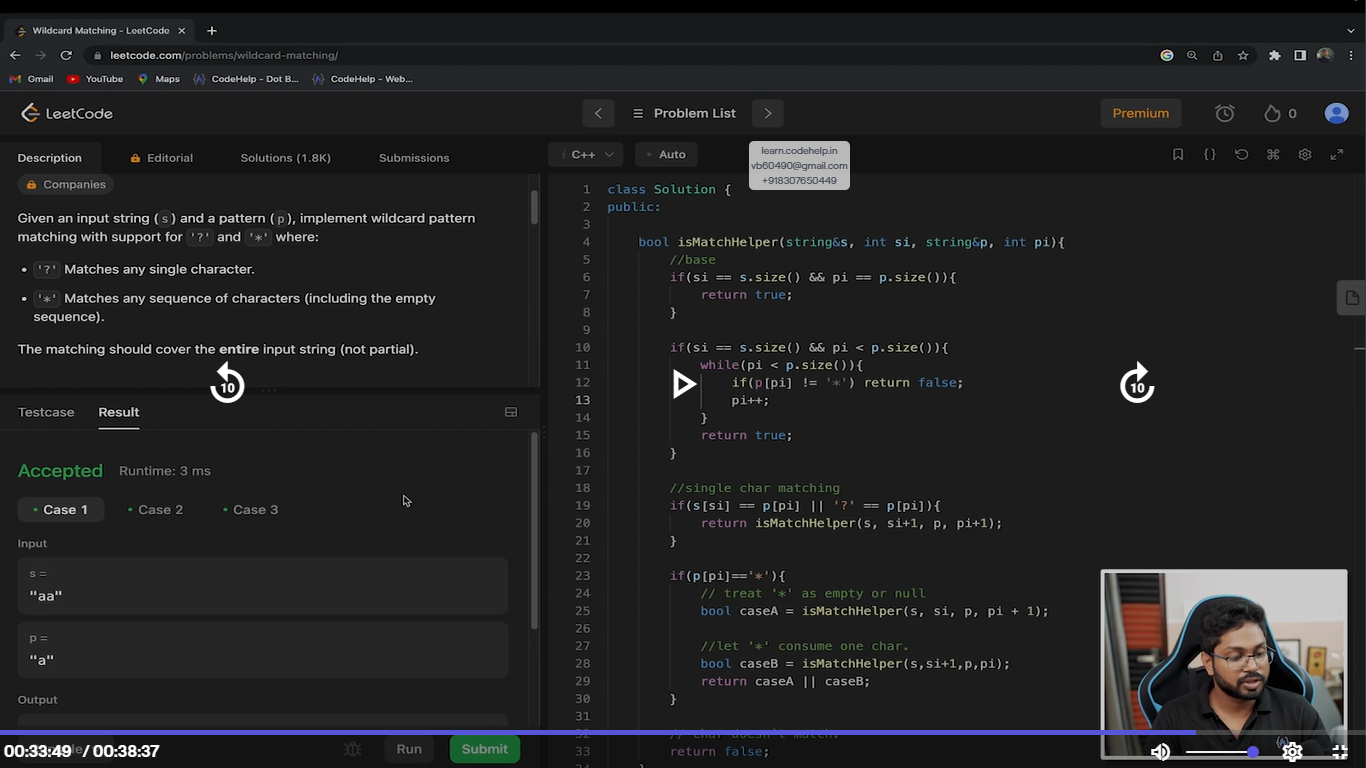 Wildcard Matching - LeetCode
leetcode.com/problems/wildcard-matching/
Gmail YouTube Maps CodeHelp - Dot B... CodeHelp - Web...
LeetCode
Problem List
Premium
0
Description Editorial Solutions (1.8K) Submissions
Companies
Given an input string (s) and a pattern (p), implement wildcard pattern
matching with support for '?' and '*' where:
• '?' Matches any single character.
• '*' Matches any sequence of characters (including the empty
sequence).
The matching should cover the entire input string (not partial).
10
Testcase Result
Accepted Runtime: 3 ms
• Case 1 • Case 2 • Case 3
Input
s =
"aa"
p =
"a"
Output
Run Submit
i C++ • Auto
learn.codehelp.in
vb60490@gmail.com
+918307650449
1 class Solution {
2 public:
3
4 bool isMatchHelper(string&s, int si, string&p, int pi){
5 //base
6 if(si == s.size() && pi == p.size()){
7 return true;
8 }
9
10 if(si == s.size() && pi < p.size()){
11 while(pi < p.size()){
12 if(p[pi] != '*') return false;
13 pi++;
14 }
15 return true;
16 }
17
18 //single char matching
19 if(s[si] == p[pi] || '?' == p[pi]){
20 return isMatchHelper(s, si+1, p, pi+1);
21 }
22
23 if(p[pi]=='*'){
24 // treat '*' as empty or null
25 bool caseA = isMatchHelper(s, si, p, pi + 1);
26
27 //let '*' consume one char.
28 bool caseB = isMatchHelper(s,si+1,p,pi);
29 return caseA || caseB;
30 }
31
32 // char doesn't match.
33 return false;
34 }
10
00:33:49 / 00:38:37